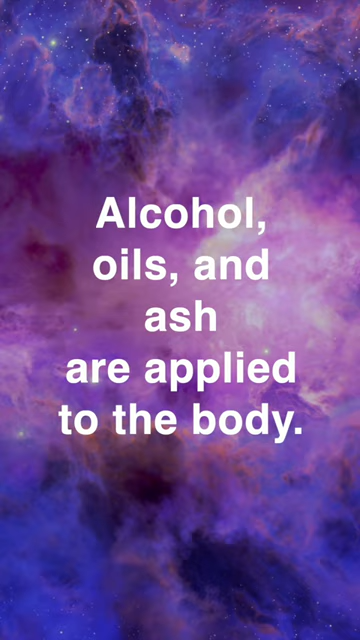 Alcohol,
oils, and
ash
are applied
to the body.